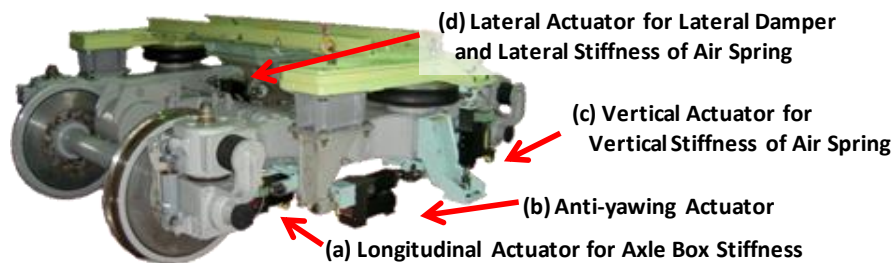 (d) Lateral Actuator for Lateral Damper
and Lateral Stiffness of Air Spring
(c) Vertical Actuator for
Vertical Stiffness of Air Spring
(b) Anti-yawing Actuator
(a) Longitudinal Actuator for Axle Box Stiffness